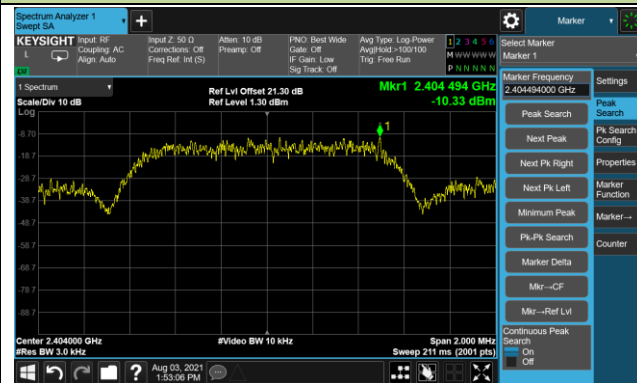 Spectrum Analyzer 1
Swept SA
Marker
KEYSIGHT
L
Input: RF
Coupling: AC
Align: Auto
Input Z: 50 Ω
Corrections: Off
Freq Ref: Int (S)
Atten: 10 dB
Preamp: Off
PNO: Best Wide
Gate: Off
IF Gain: Low
Sig Track: Off
Avg Type: Log-Power
Avg|Hold:>100/100
Trig: Free Run
1 2 3 4 5 6
M W W W W W
P N N N N N
Select Marker
Marker 1
1 Spectrum
Scale/Div 10 dB
Log
Ref Lvl Offset 21.30 dB
Ref Level 1.30 dBm
Mkr1 2.404 494 GHz
-10.33 dBm
1
-8.70
-18.7
-28.7
-38.7
-48.7
-58.7
-68.7
-78.7
-88.7
Center 2.404000 GHz
#Res BW 3.0 kHz
#Video BW 10 kHz
Span 2.000 MHz
Sweep 211 ms (2001 pts)
Marker Frequency
2.404494000 GHz
Peak Search
Next Peak
Next Pk Right
Next Pk Left
Minimum Peak
Pk-Pk Search
Marker Delta
Mkr→CF
Mkr→Ref Lvl
Continuous Peak
Search
On
Off
Settings
Peak
Search
Pk Search
Config
Properties
Marker
Function
Marker→
Counter
Aug 03, 2021
1:53:06 PM